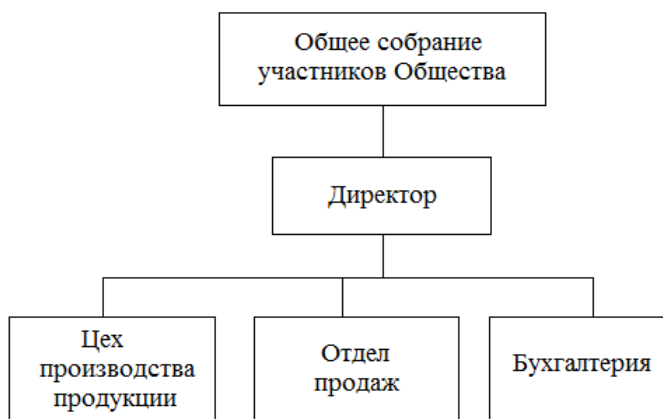 Общее собрание
участников Общества
Директор
Цех
производства
продукции
Отдел
продаж
Бухгалтерия